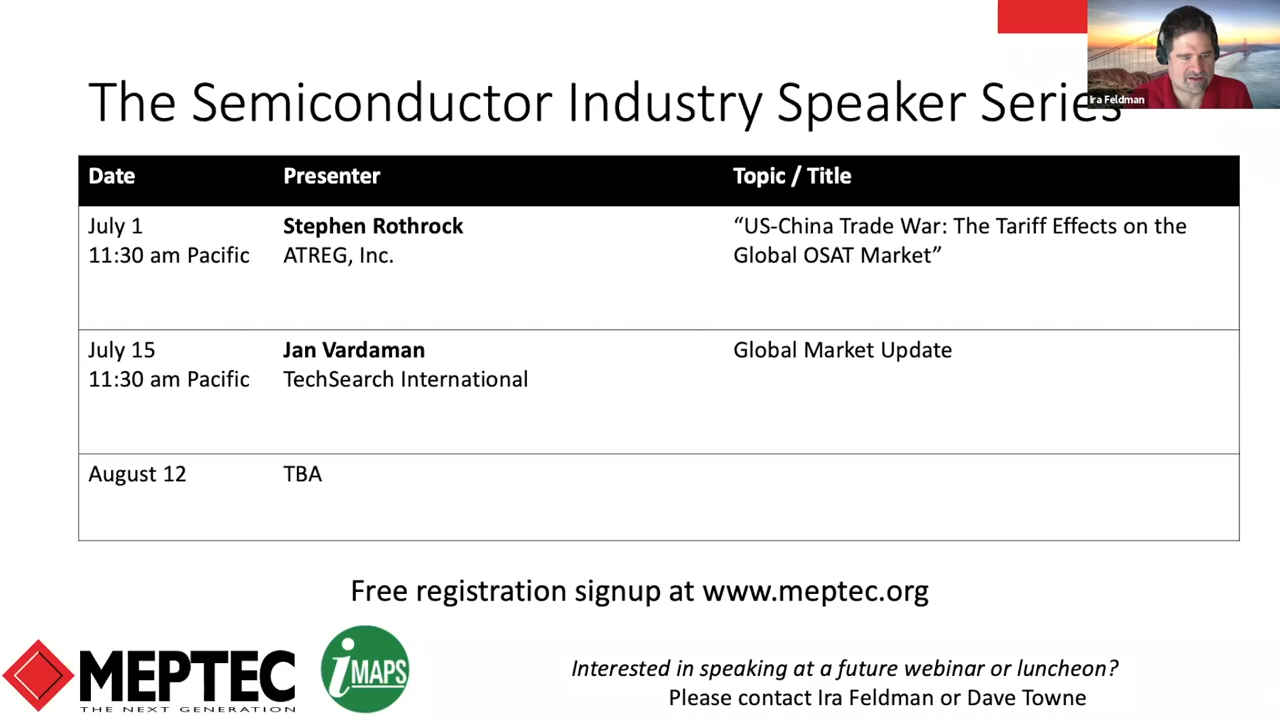 Ira Feldman
The Semiconductor Industry Speaker Series
Date Presenter Topic / Title
July 1 Stephen Rothrock “US-China Trade War: The Tariff Effects on the
11:30 am Pacific ATREG, Inc. Global OSAT Market”
July 15 Jan Vardaman Global Market Update
11:30 am Pacific TechSearch International
August 12 TBA
Free registration signup at www.meptec.org
MEPTEC
THE NEXT GENERATION
iMAPS
Interested in speaking at a future webinar or luncheon?
Please contact Ira Feldman or Dave Towne